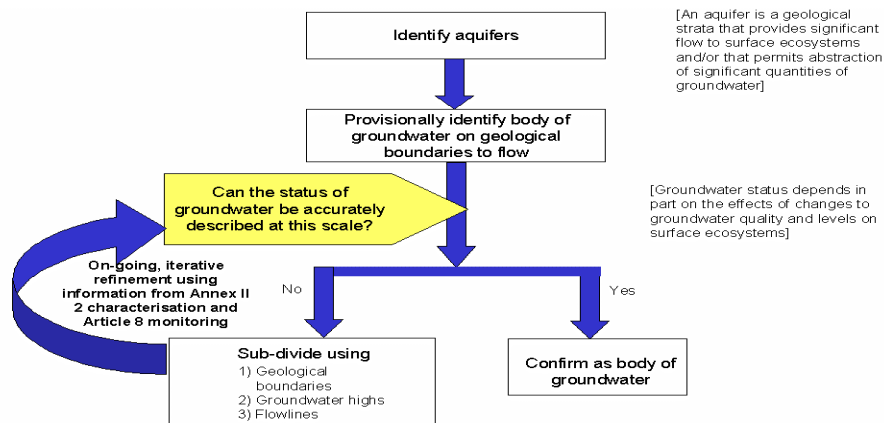 Identify aquifers
[An aquifer is a geological
strata that provides significant
flow to surface ecosystems
and/or that permits abstraction
of significant quantities of
groundwater]
Provisionally identify body of
groundwater on geological
boundaries to flow
Can the status of
groundwater be accurately
described at this scale?
[Groundwater status depends in
part on the effects of changes to
groundwater quality and levels on
surface ecosystems]
On-going, iterative
refinement using
information from Annex II
2 characterisation and
Article 8 monitoring
No
Yes
Sub-divide using
1) Geological
boundaries
2) Groundwater highs
3) Flowlines
Confirm as body of
groundwater